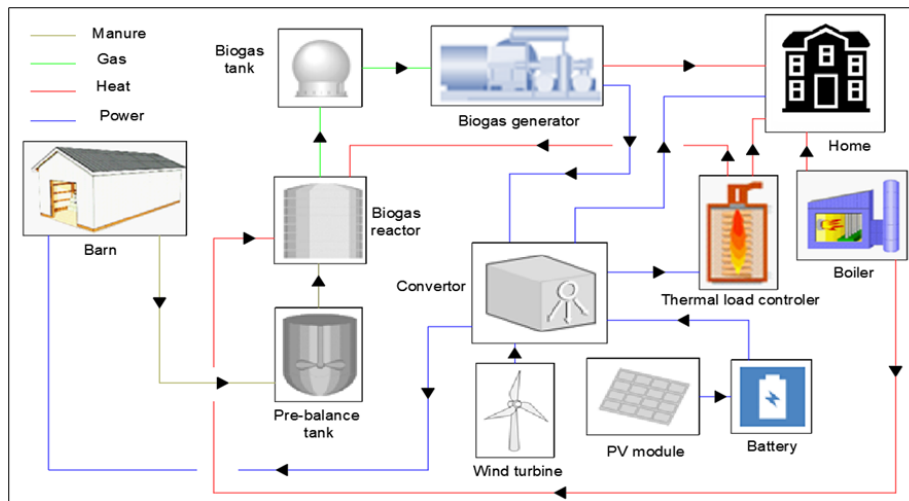 Manure
Gas
Heat
Power
Biogas
tank
Biogas generator
Home
Barn
Biogas
reactor
Convertor
Thermal load controler
Boiler
Pre-balance
tank
Wind turbine
PV module
Battery